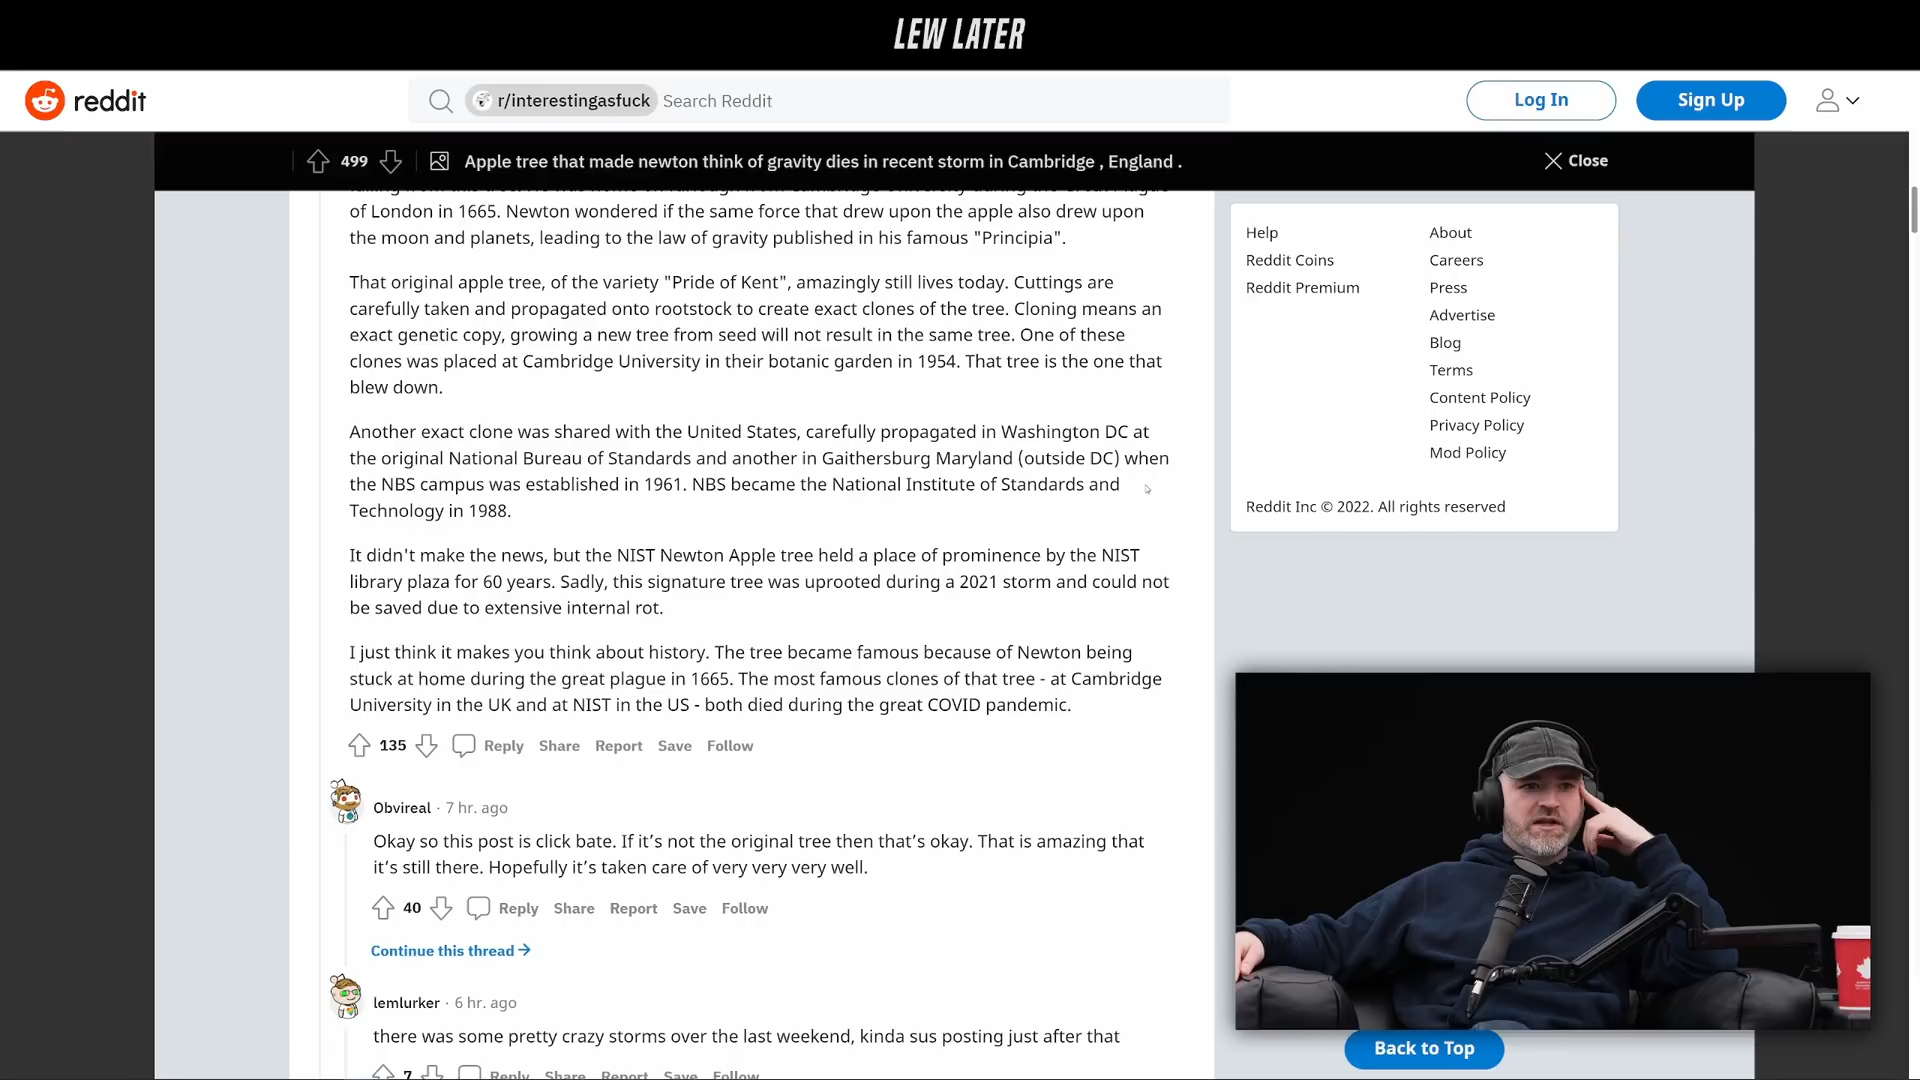 LEW LATER
reddit
r/interestingasfuck Search Reddit
Log In
Sign Up
499
Apple tree that made newton think of gravity dies in recent storm in Cambridge , England .
Close
of London in 1665. Newton wondered if the same force that drew upon the apple also drew upon
the moon and planets, leading to the law of gravity published in his famous "Principia".
That original apple tree, of the variety "Pride of Kent", amazingly still lives today. Cuttings are
carefully taken and propagated onto rootstock to create exact clones of the tree. Cloning means an
exact genetic copy, growing a new tree from seed will not result in the same tree. One of these
clones was placed at Cambridge University in their botanic garden in 1954. That tree is the one that
blew down.
Another exact clone was shared with the United States, carefully propagated in Washington DC at
the original National Bureau of Standards and another in Gaithersburg Maryland (outside DC) when
the NBS campus was established in 1961. NBS became the National Institute of Standards and
Technology in 1988.
It didn't make the news, but the NIST Newton Apple tree held a place of prominence by the NIST
library plaza for 60 years. Sadly, this signature tree was uprooted during a 2021 storm and could not
be saved due to extensive internal rot.
I just think it makes you think about history. The tree became famous because of Newton being
stuck at home during the great plague in 1665. The most famous clones of that tree - at Cambridge
University in the UK and at NIST in the US - both died during the great COVID pandemic.
135 Reply Share Report Save Follow
Obvireal · 7 hr. ago
Okay so this post is click bate. If it’s not the original tree then that’s okay. That is amazing that
it’s still there. Hopefully it’s taken care of very very very well.
40 Reply Share Report Save Follow
Continue this thread →
lemlurker · 6 hr. ago
there was some pretty crazy storms over the last weekend, kinda sus posting just after that
7 Reply Share Report Save Follow
Help
Reddit Coins
Reddit Premium
About
Careers
Press
Advertise
Blog
Terms
Content Policy
Privacy Policy
Mod Policy
Reddit Inc © 2022. All rights reserved
Back to Top